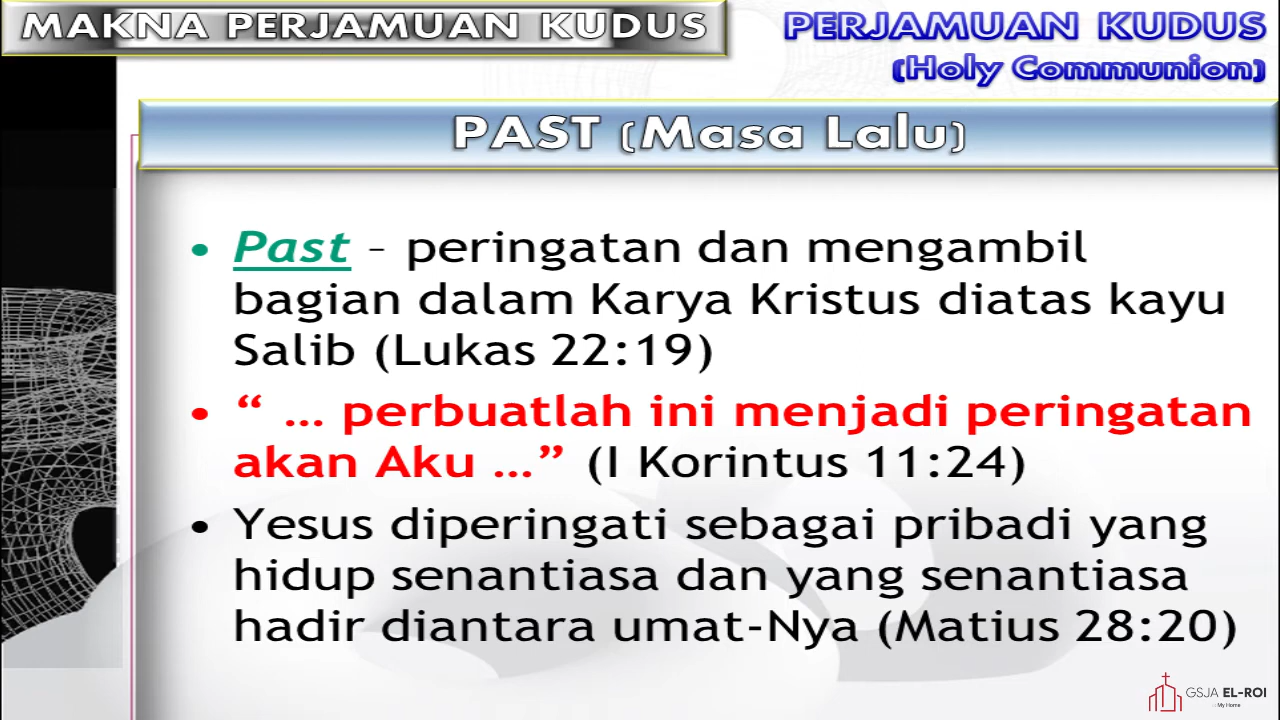 MAKNA PERJAMUAN KUDUS
PERJAMUAN KUDUS
(Holy Communion)
PAST (Masa Lalu)
• Past – peringatan dan mengambil
bagian dalam Karya Kristus diatas kayu
Salib (Lukas 22:19)
• “ … perbuatlah ini menjadi peringatan
akan Aku …” (I Korintus 11:24)
• Yesus diperingati sebagai pribadi yang
hidup senantiasa dan yang senantiasa
hadir diantara umat-Nya (Matius 28:20)
GSJA EL-ROI
My Home